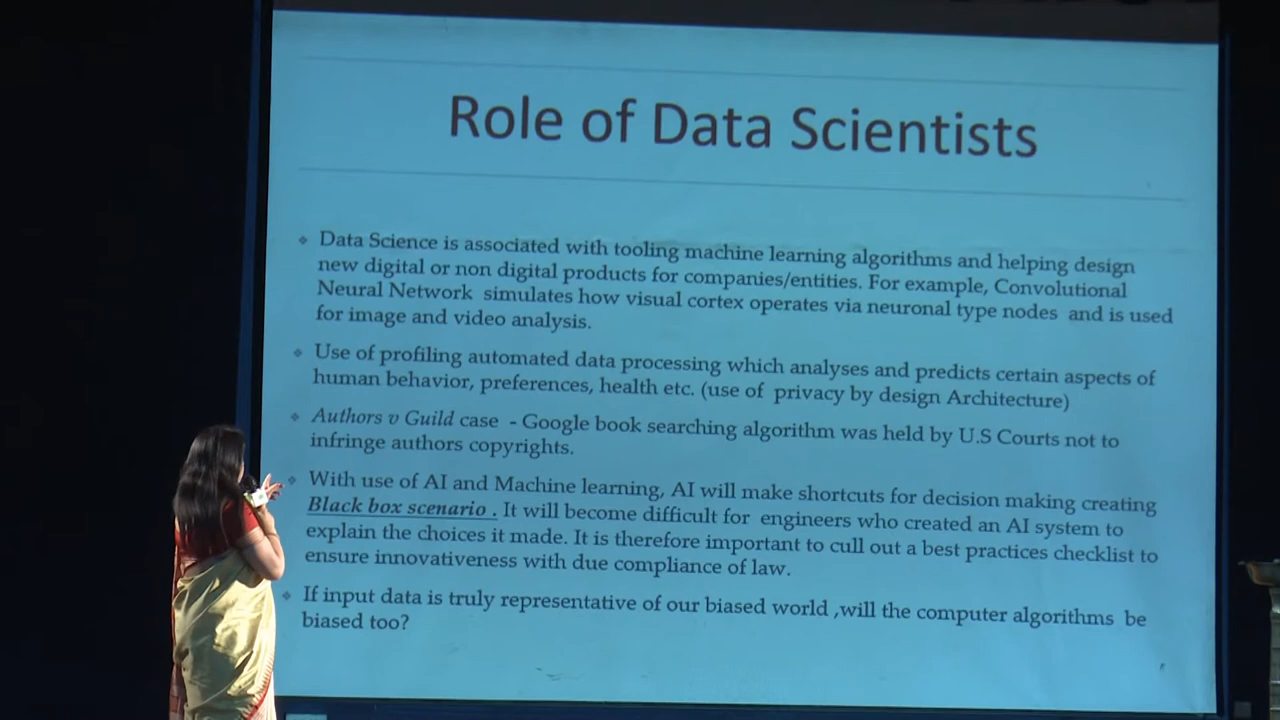 Role of Data Scientists
Data Science is associated with tooling machine learning algorithms and helping design
new digital or non digital products for companies/entities. For example, Convolutional
Neural Network simulates how visual cortex operates via neuronal type nodes and is used
for image and video analysis.
Use of profiling automated data processing which analyses and predicts certain aspects of
human behavior, preferences, health etc. (use of privacy by design Architecture)
Authors v Guild case - Google book searching algorithm was held by U.S Courts not to
infringe authors copyrights.
With use of AI and Machine learning, AI will make shortcuts for decision making creating
Black box scenario . It will become difficult for engineers who created an AI system to
explain the choices it made. It is therefore important to cull out a best practices checklist to
ensure innovativeness with due compliance of law.
If input data is truly representative of our biased world ,will the computer algorithms be
biased too?